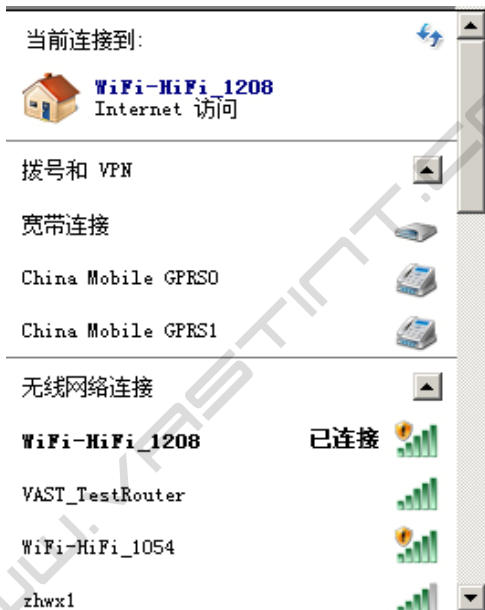 当前连接到:
WiFi-HiFi_1208
Internet 访问
拨号和 VPN
宽带连接
China Mobile GPRS0
China Mobile GPRS1
无线网络连接
WiFi-HiFi_1208 已连接
VAST_TestRouter
WiFi-HiFi_1054
zhwx1